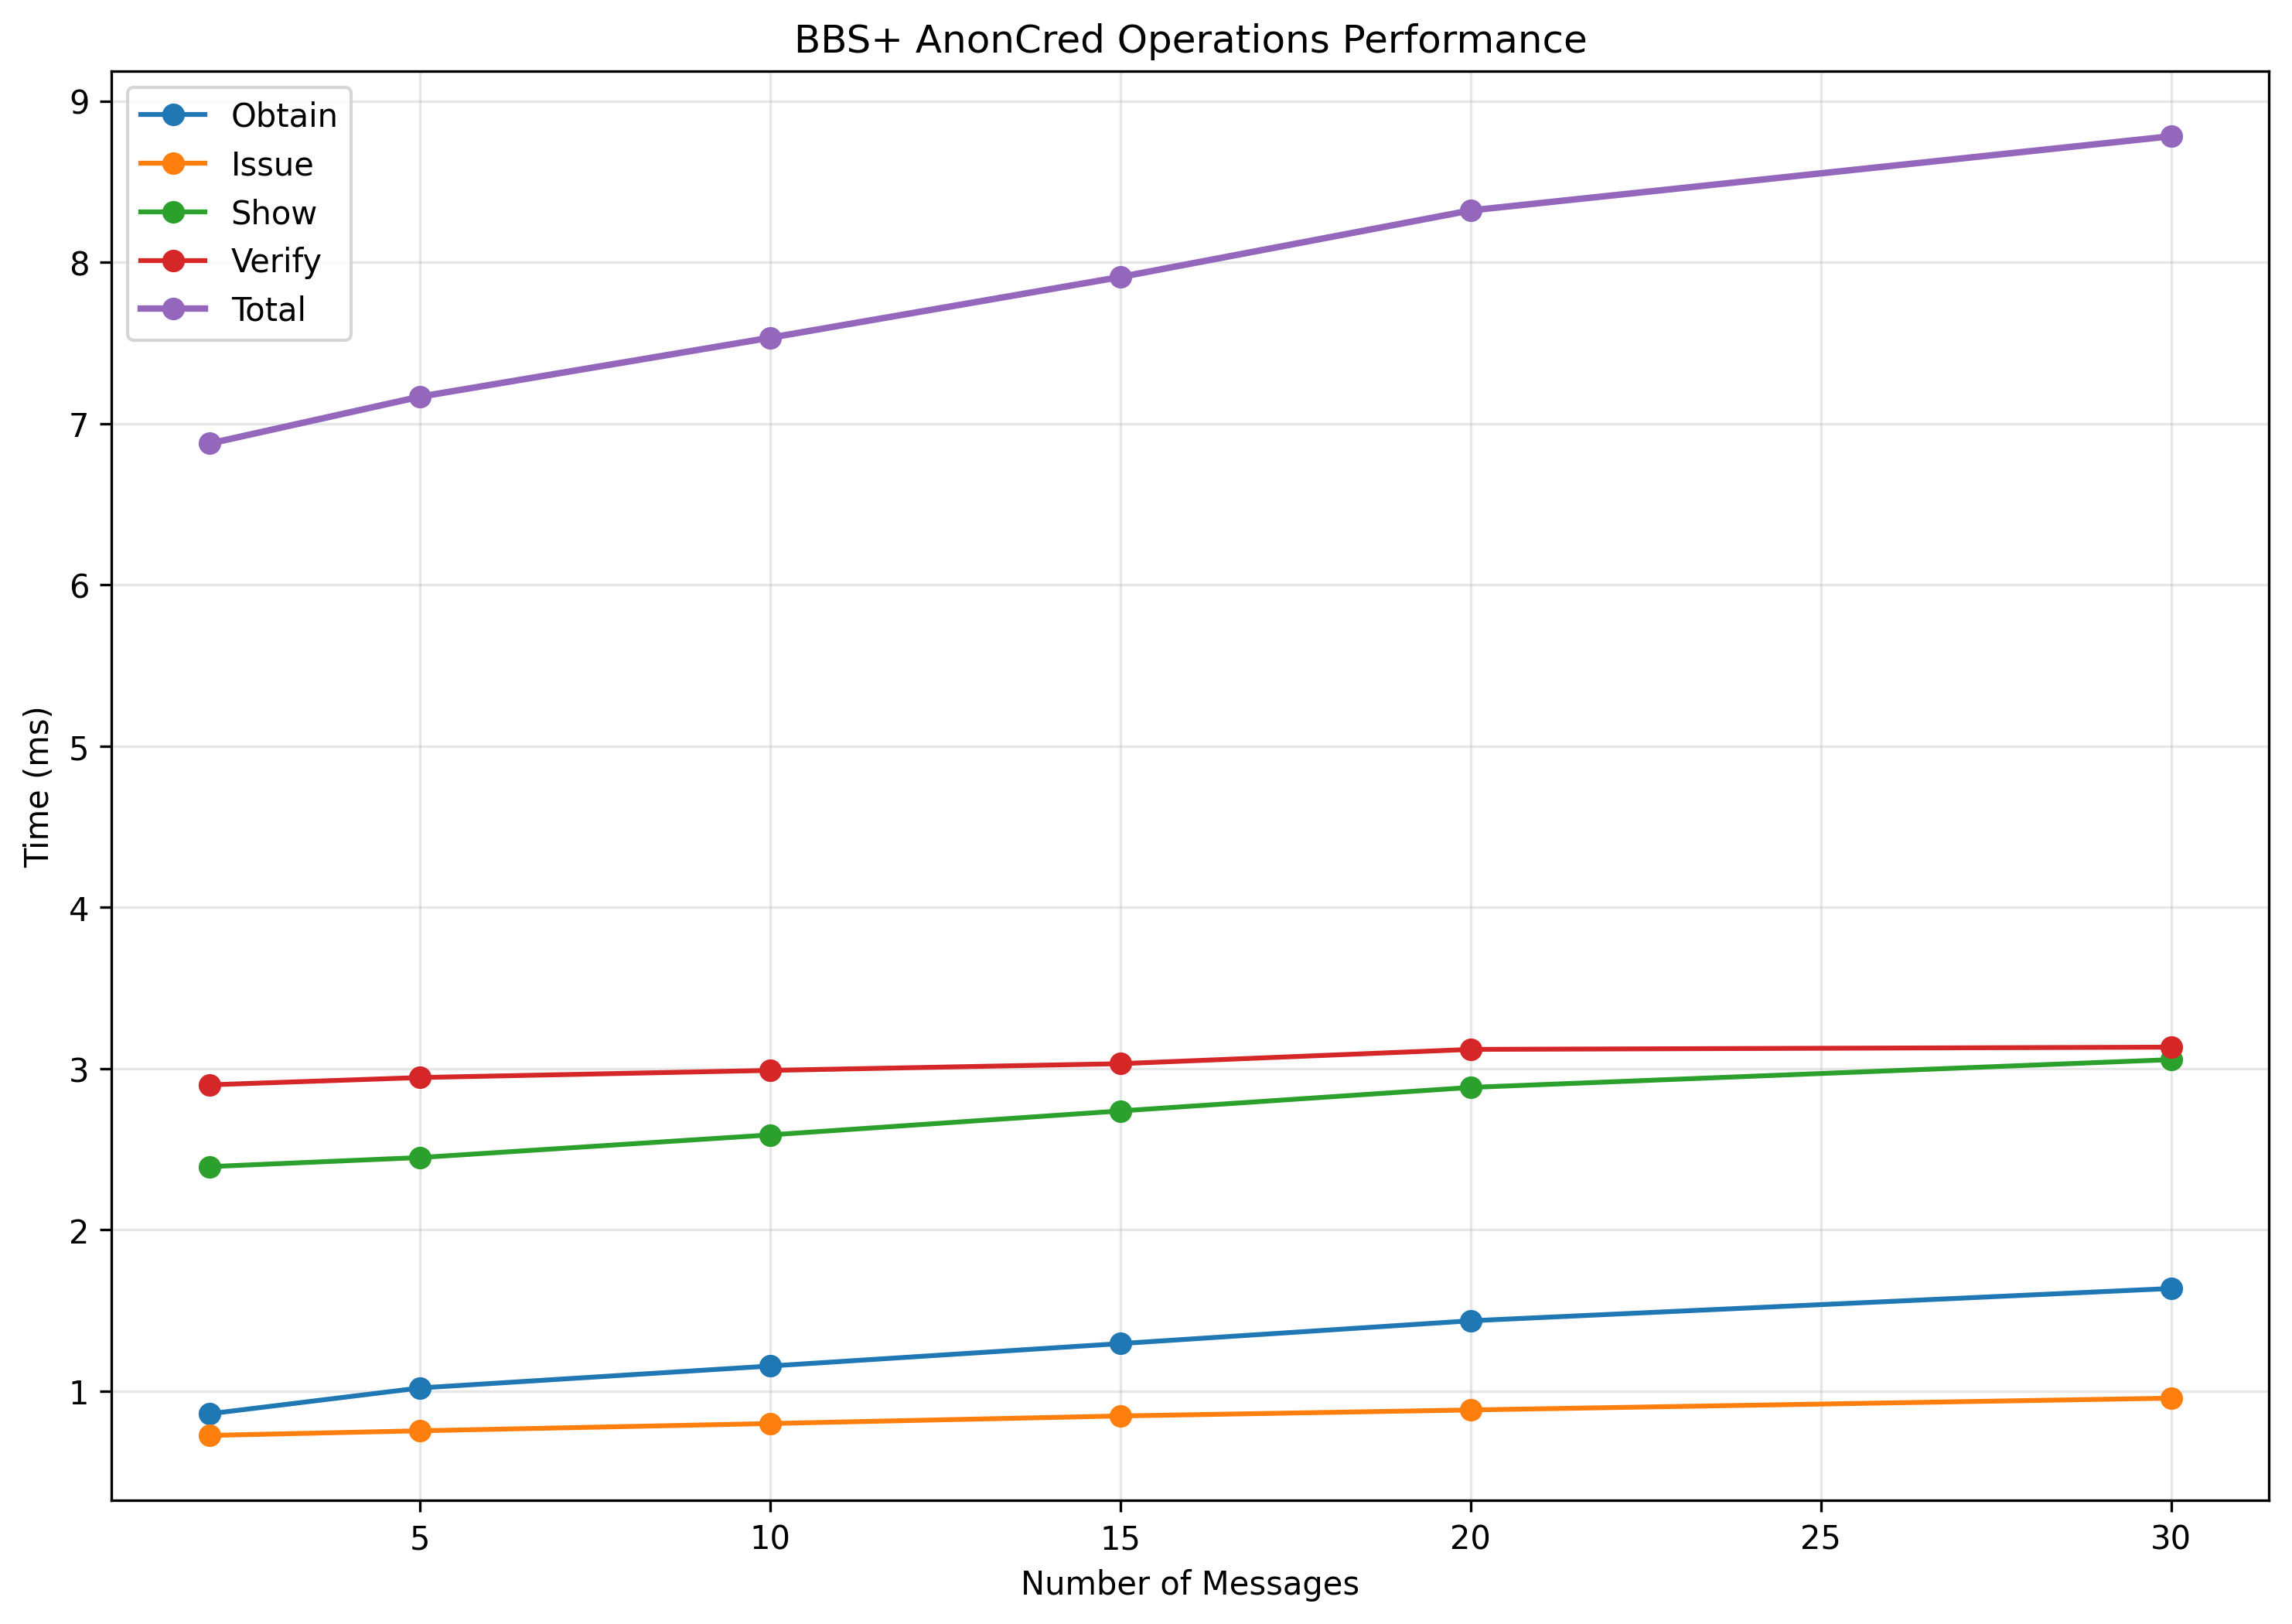 BBS+ AnonCred Operations Performance
Obtain
Issue
Show
Verify
Total
9
8
7
6
5
4
3
2
1
Time (ms)
5 10 15 20 25 30
Number of Messages